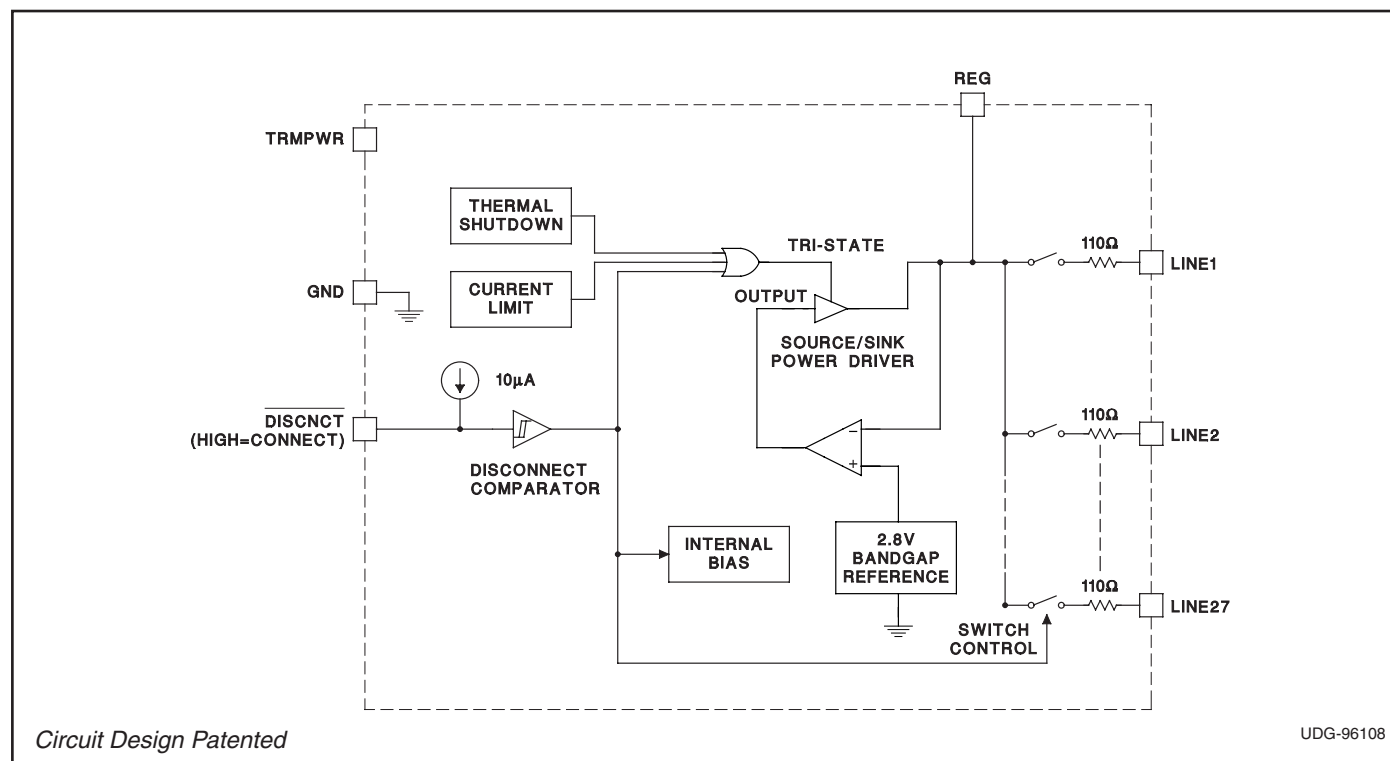 REG
TRMPWR
THERMAL
SHUTDOWN
TRI-STATE
110Ω
LINE1
GND
CURRENT
LIMIT
OUTPUT
SOURCE/SINK
POWER DRIVER
10µA
DISCNCT
(HIGH=CONNECT)
110Ω
LINE2
−
+
DISCONNECT
COMPARATOR
INTERNAL
BIAS
2.8V
BANDGAP
REFERENCE
110Ω
LINE27
SWITCH
CONTROL
Circuit Design Patented
UDG-96108